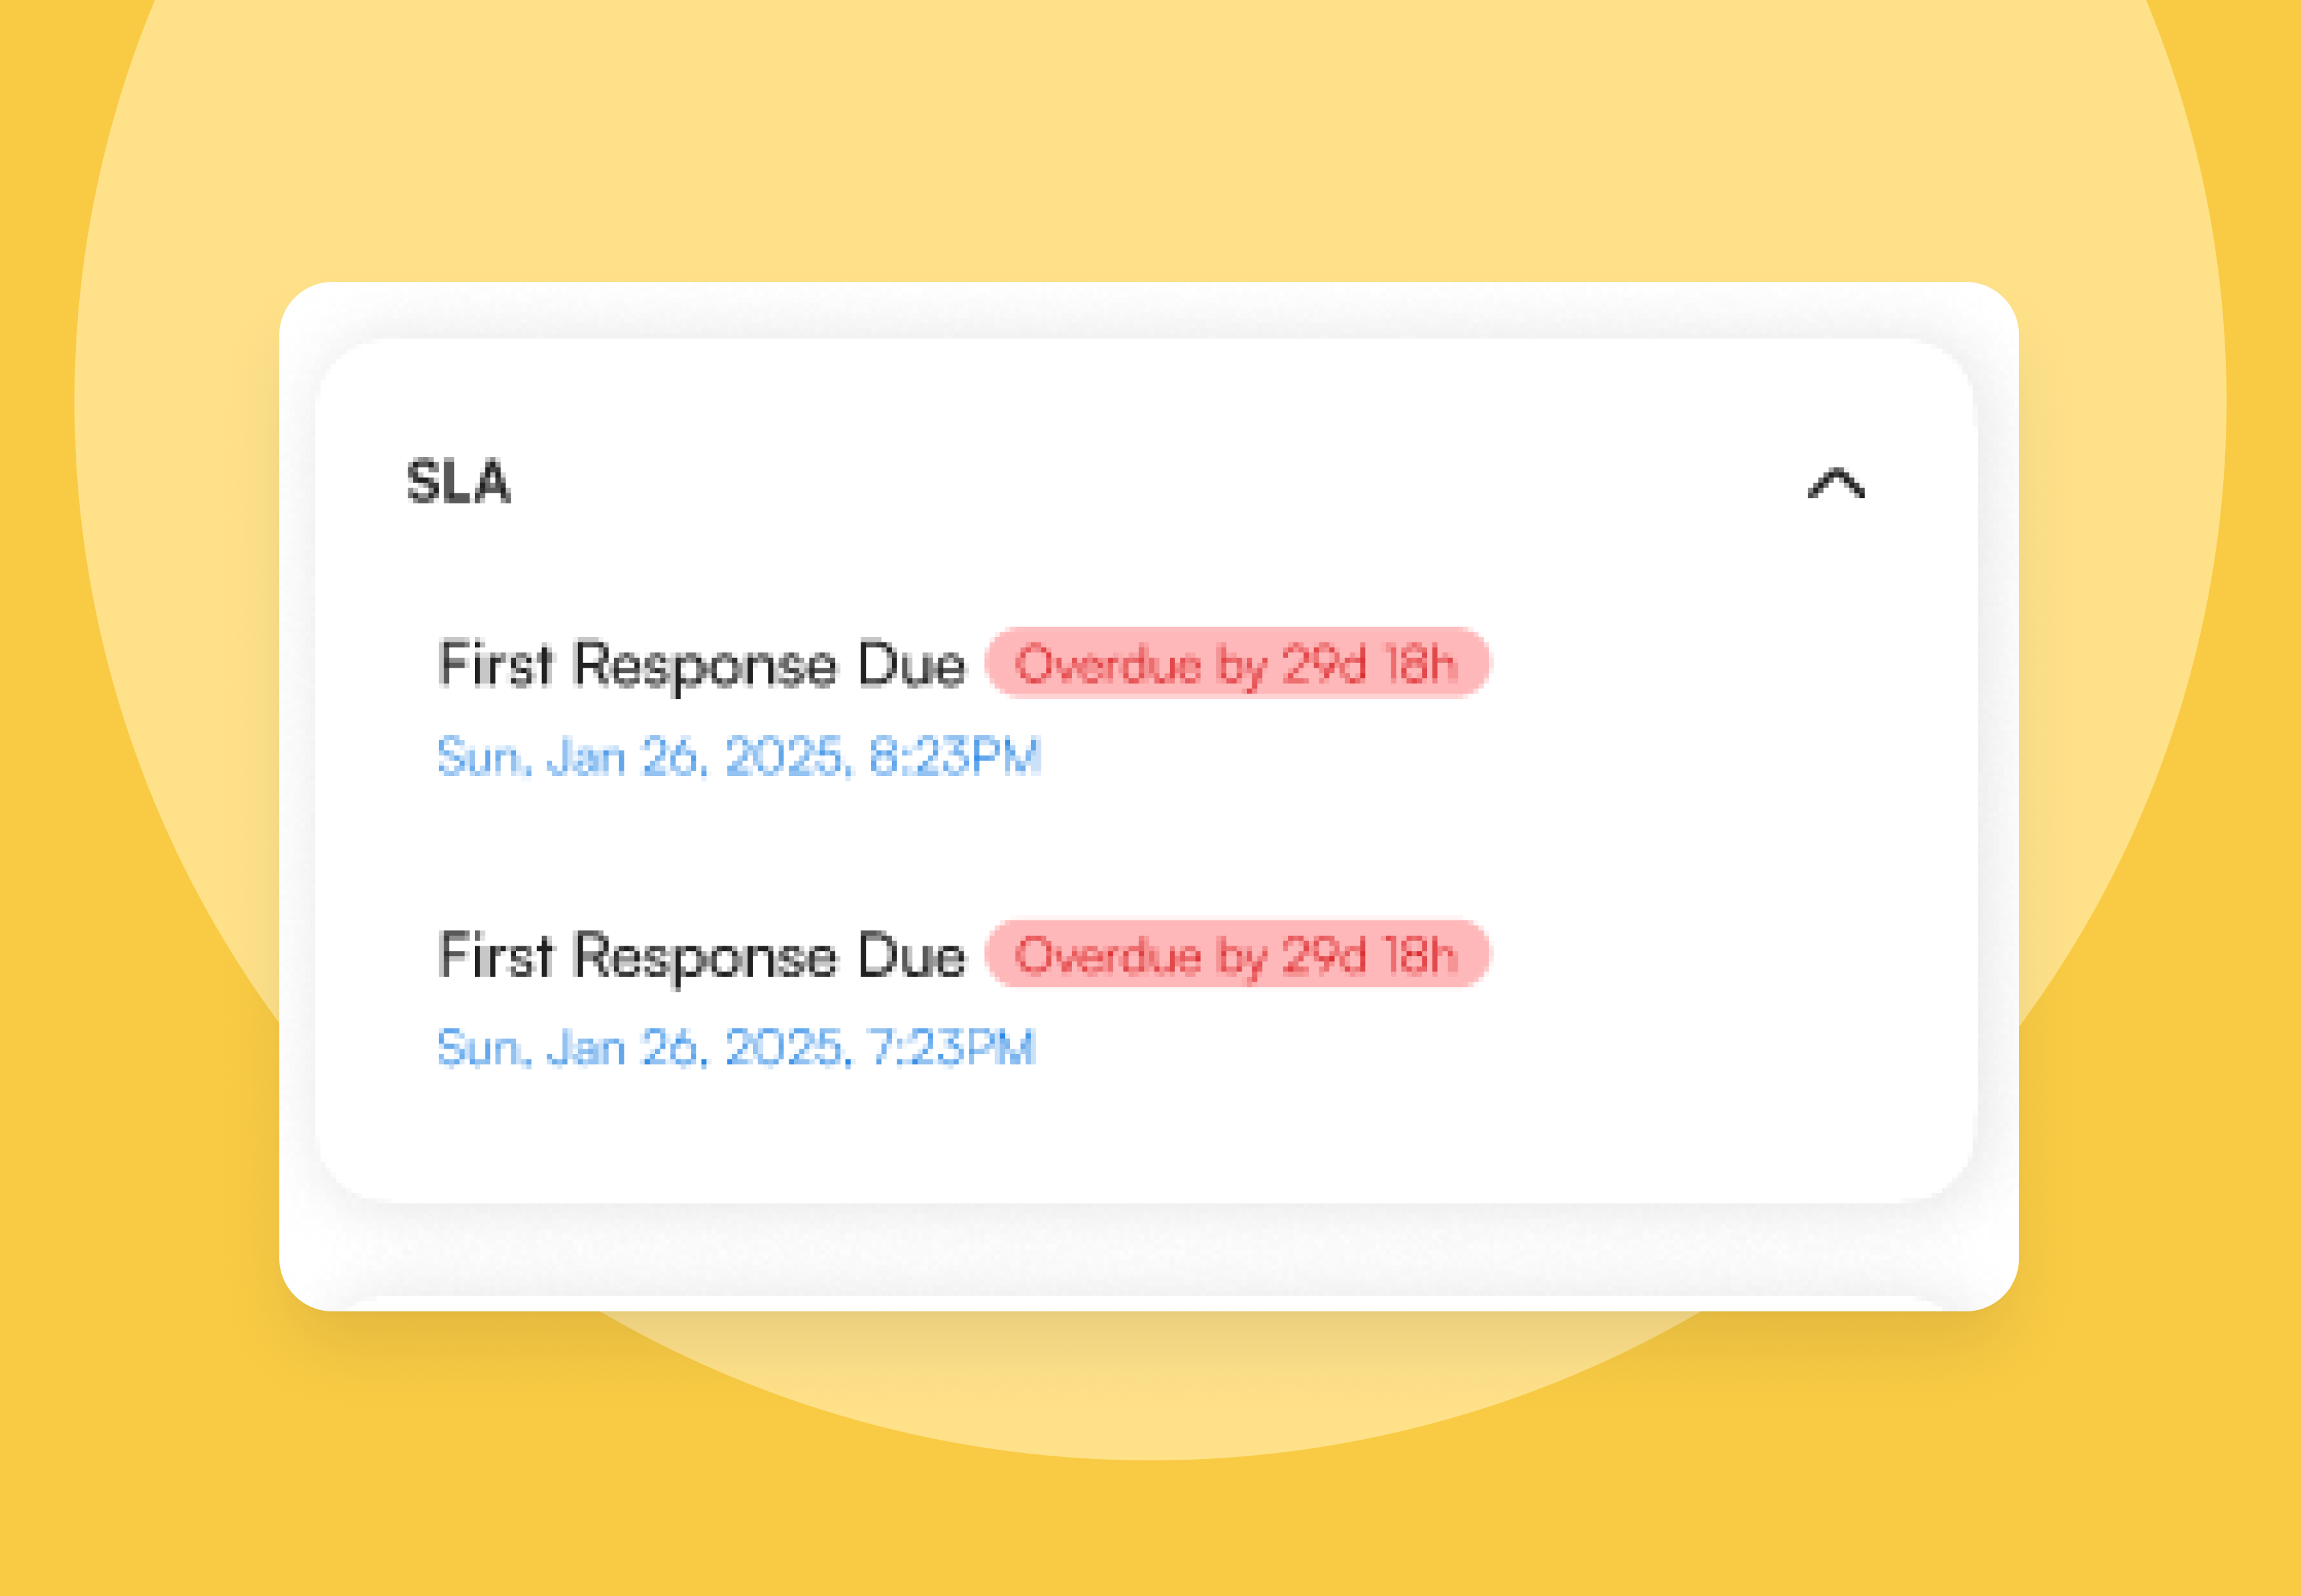 SLA
First Response Due Overdue by 29d 18h
Sun, Jan 26, 2025, 8:23PM
First Response Due Overdue by 29d 18h
Sun, Jan 26, 2025, 7:23PM